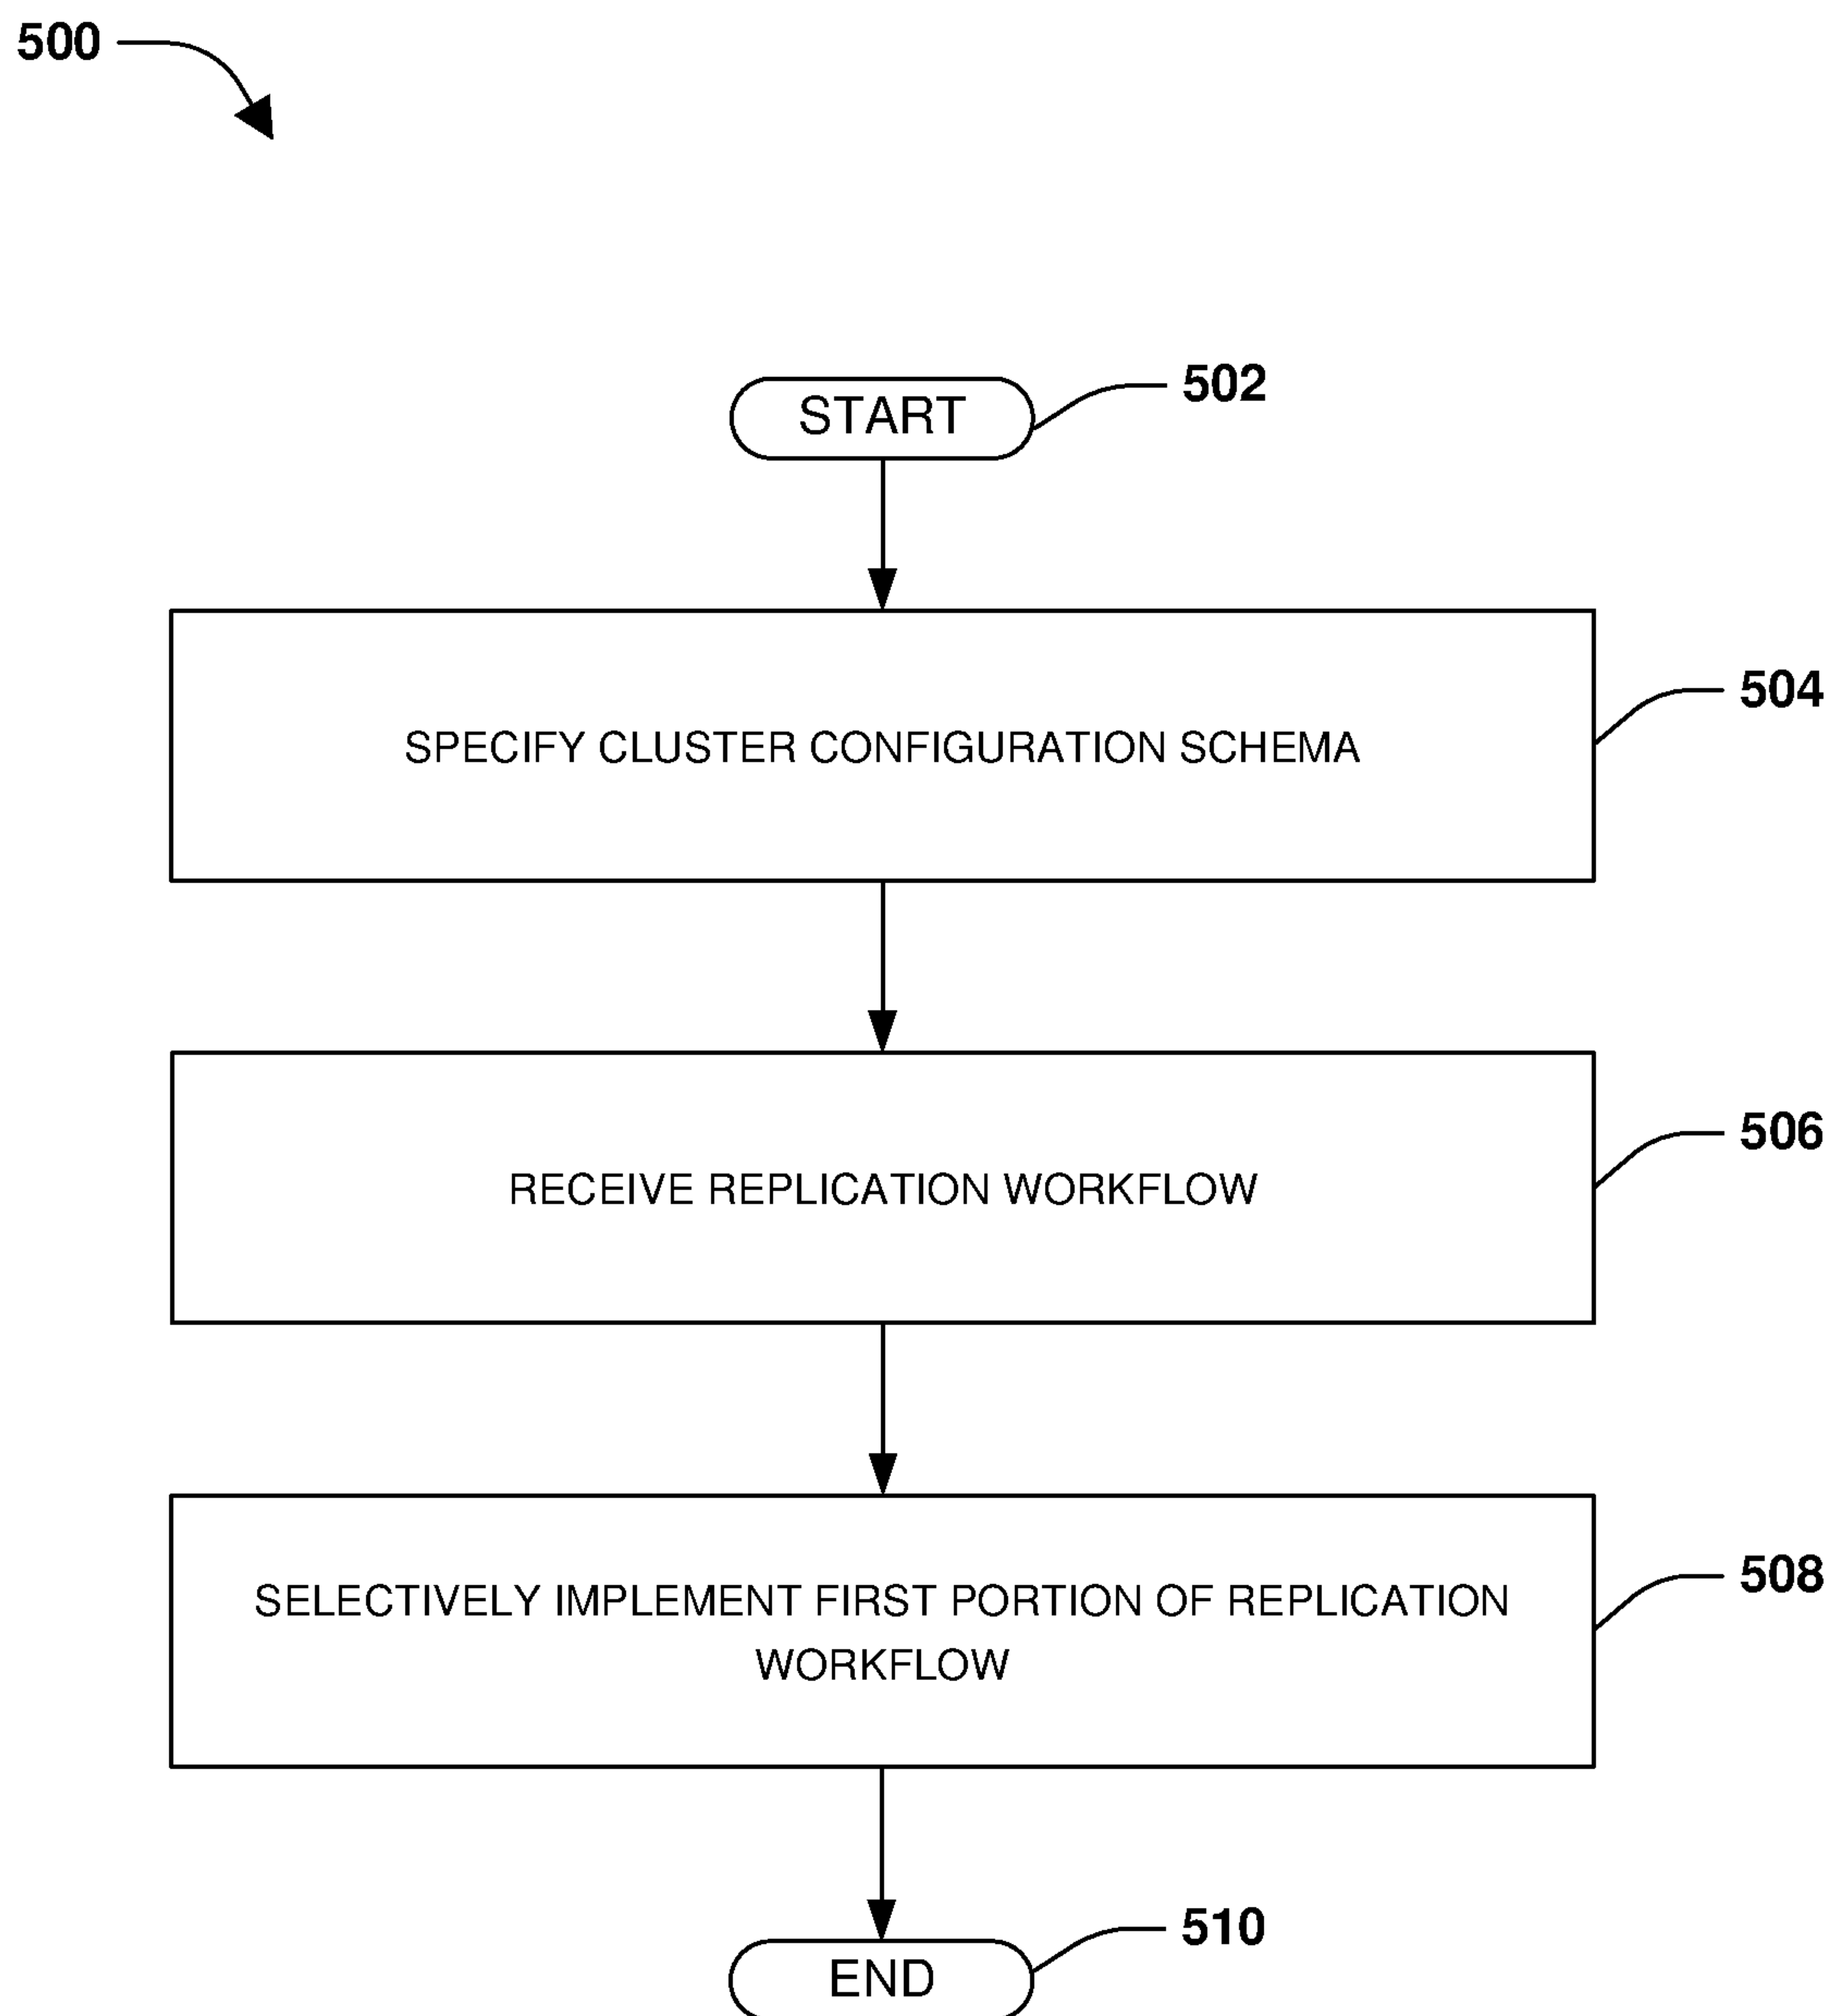 500
START
502
SPECIFY CLUSTER CONFIGURATION SCHEMA
504
RECEIVE REPLICATION WORKFLOW
506
SELECTIVELY IMPLEMENT FIRST PORTION OF REPLICATION
WORKFLOW
508
END
510